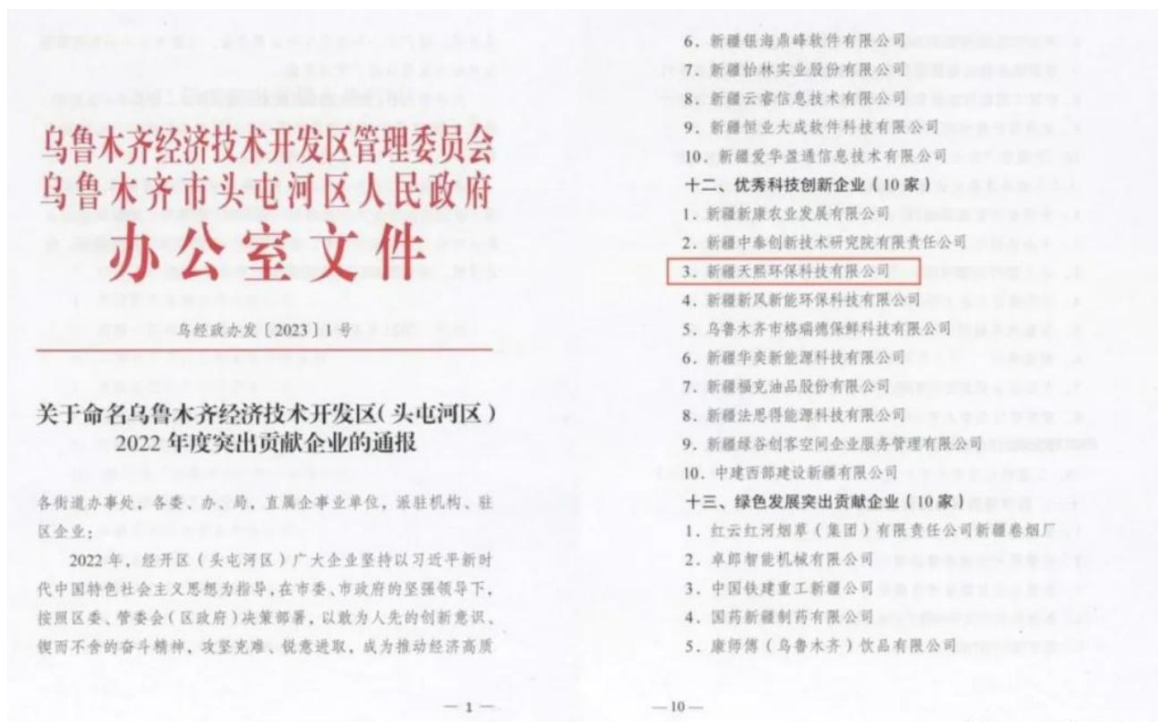 乌鲁木齐经济技术开发区管理委员会
乌鲁木齐市头屯河区人民政府
办公室文件
乌经政办发〔2023〕1号
关于命名乌鲁木齐经济技术开发区(头屯河区)
2022年度突出贡献企业的通报
各街道办事处，各委、办、局，直属企事业单位，派驻机构、驻
区企业：
2022年，经开区（头屯河区）广大企业坚持以习近平新时
代中国特色社会主义思想为指导，在市委、市政府的坚强领导下，
按照区委、管委会（区政府）决策部署，以敢为人先的创新意识、
锲而不舍的奋斗精神，攻坚克难、锐意进取，成为推动经济高质
— 1 —
6．新疆银海鼎峰软件有限公司
7．新疆怡林实业股份有限公司
8．新疆云睿信息技术有限公司
9．新疆恒业大成软件科技有限公司
10．新疆爱华盈通信息技术有限公司
十二、优秀科技创新企业（10家）
1．新疆新康农业发展有限公司
2．新疆中泰创新技术研究院有限责任公司
3．新疆天熙环保科技有限公司
4．新疆新风新能环保科技有限公司
5．乌鲁木齐市格瑞德保鲜科技有限公司
6．新疆华奕新能源科技有限公司
7．新疆福克油品股份有限公司
8．新疆法思得能源科技有限公司
9．新疆绿谷创客空间企业服务管理有限公司
10．中建西部建设新疆有限公司
十三、绿色发展突出贡献企业（10家）
1．红云红河烟草（集团）有限责任公司新疆卷烟厂
2．卓郎智能机械有限公司
3．中国铁建重工新疆公司
4．国药新疆制药有限公司
5．康师傅（乌鲁木齐）饮品有限公司
—10—